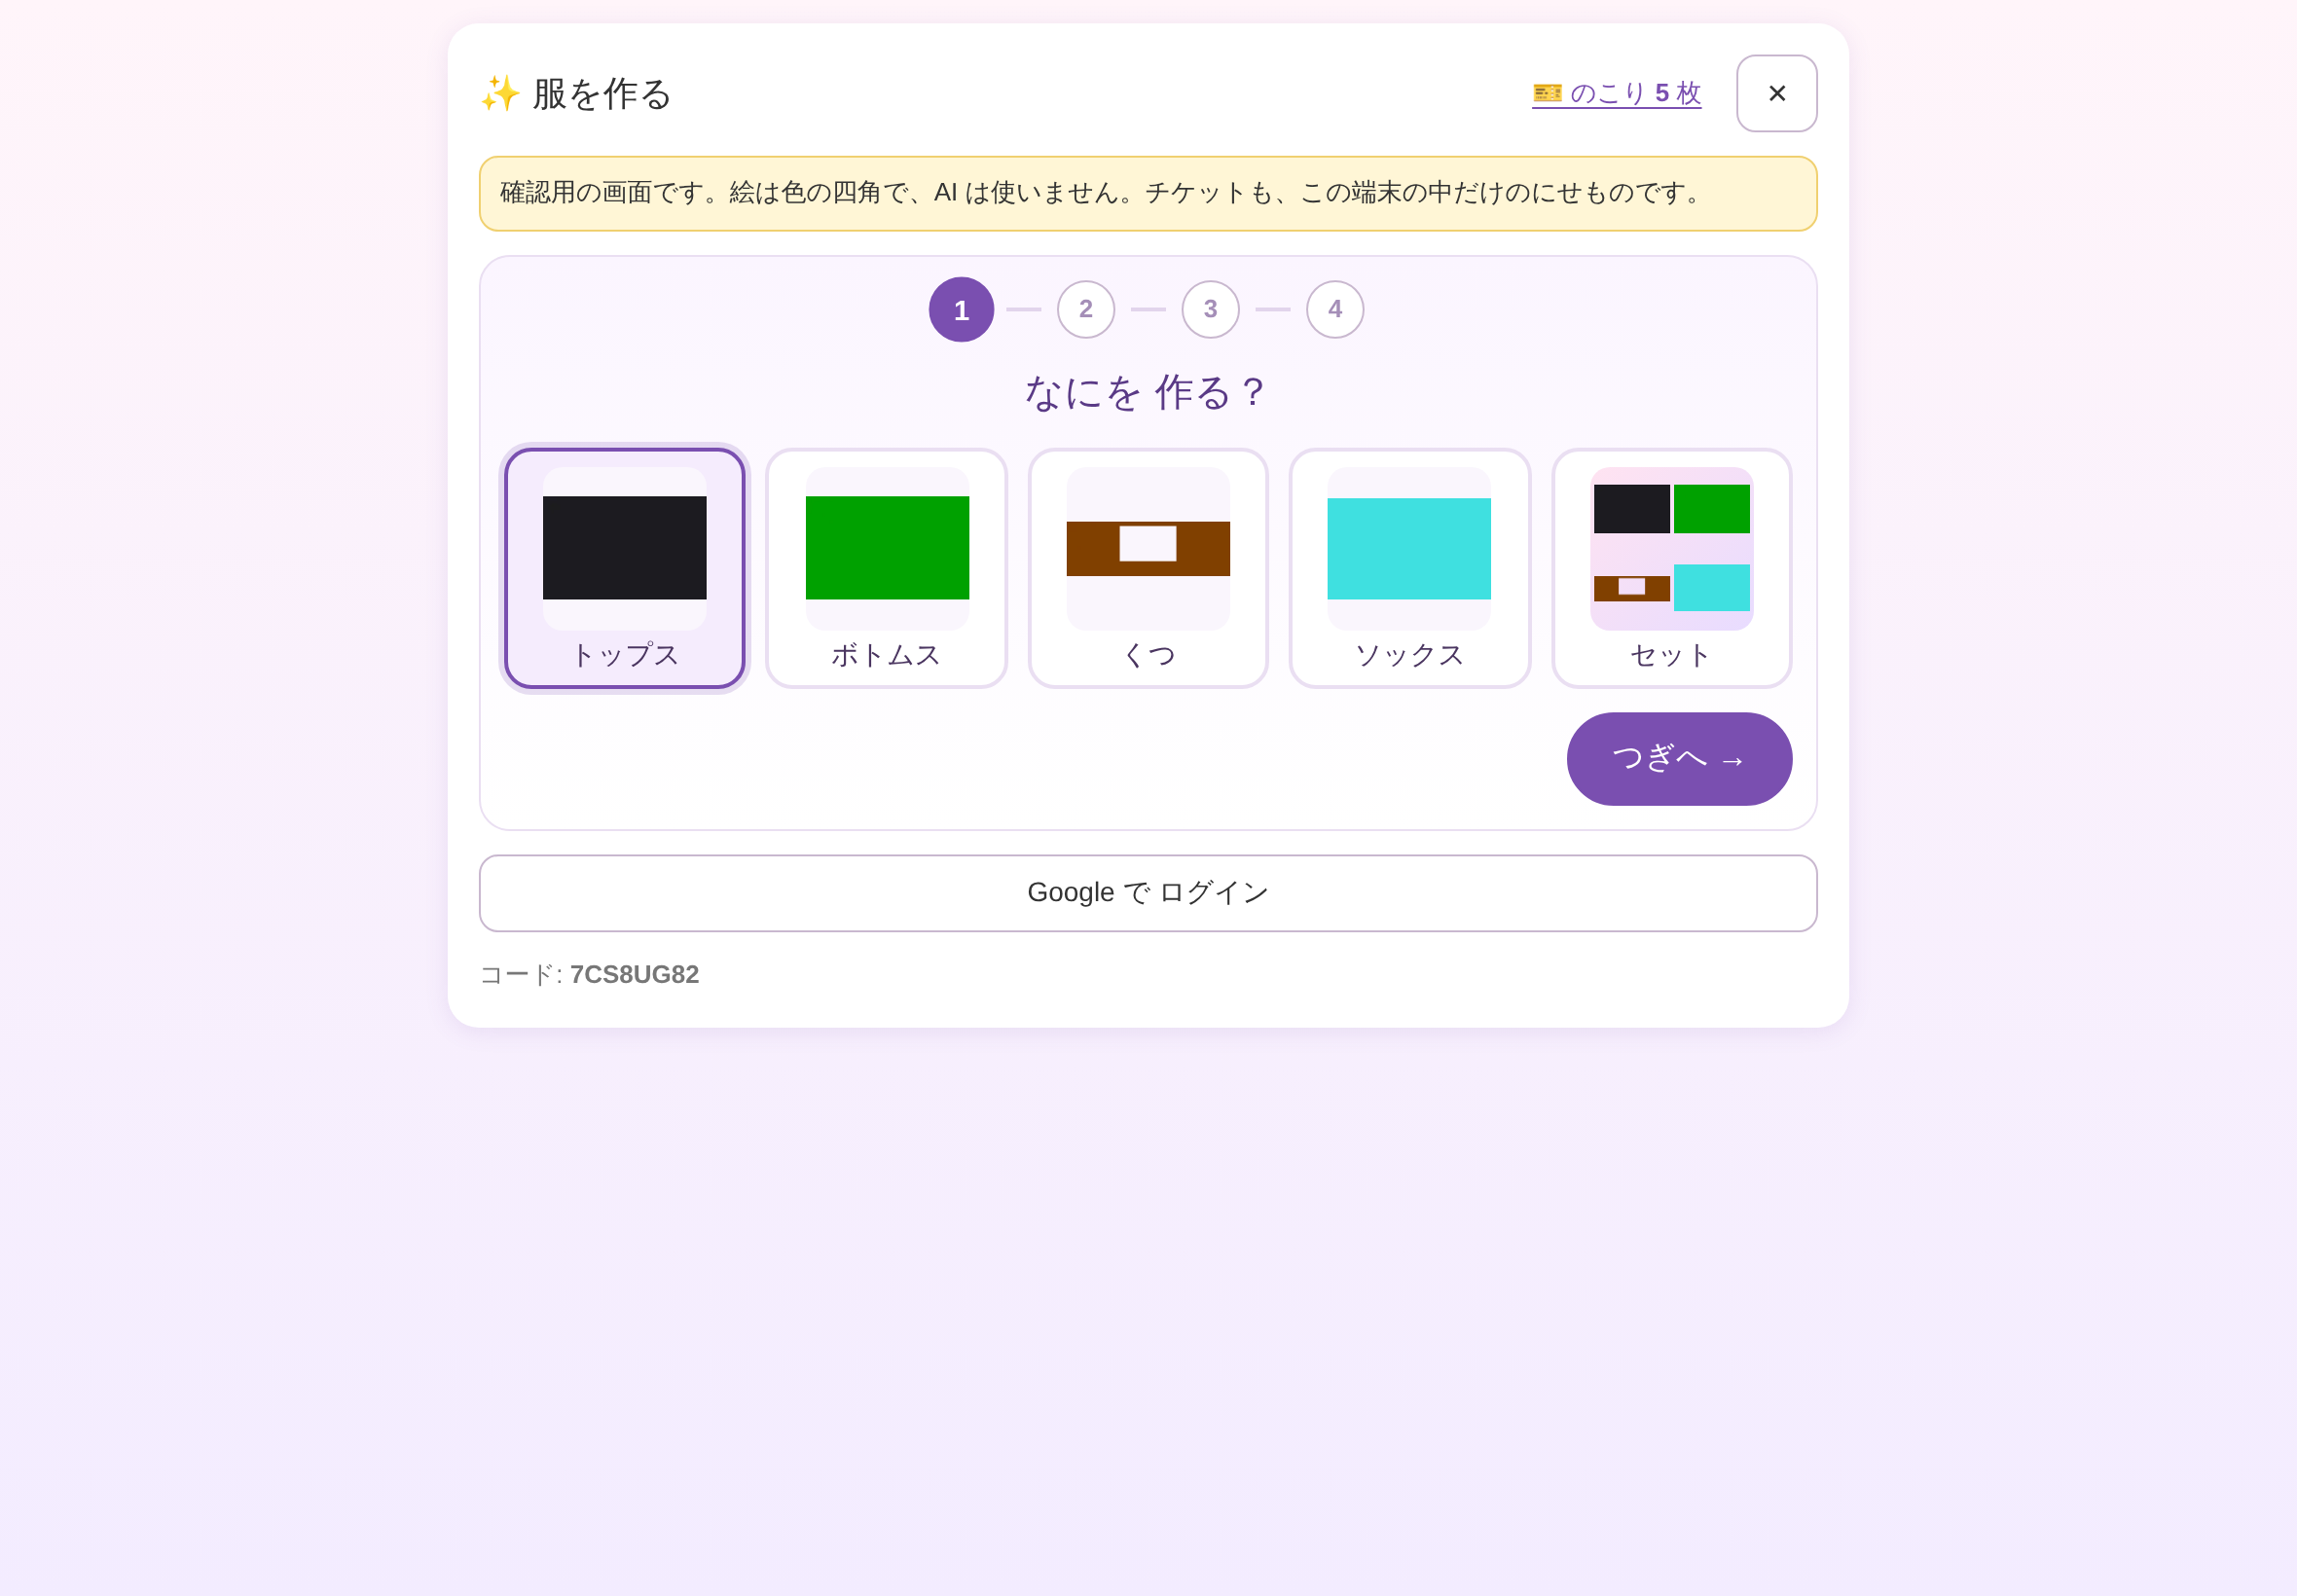 ✨ 服を作る
🎫 のこり 5 枚
✕
確認用の画面です。絵は色の四角で、AI は使いません。チケットも、この端末の中だけのにせものです。
1 2 3 4
なにを 作る？
トップス ボトムス くつ ソックス セット
つぎへ →
Google で ログイン
コード: 7CS8UG82